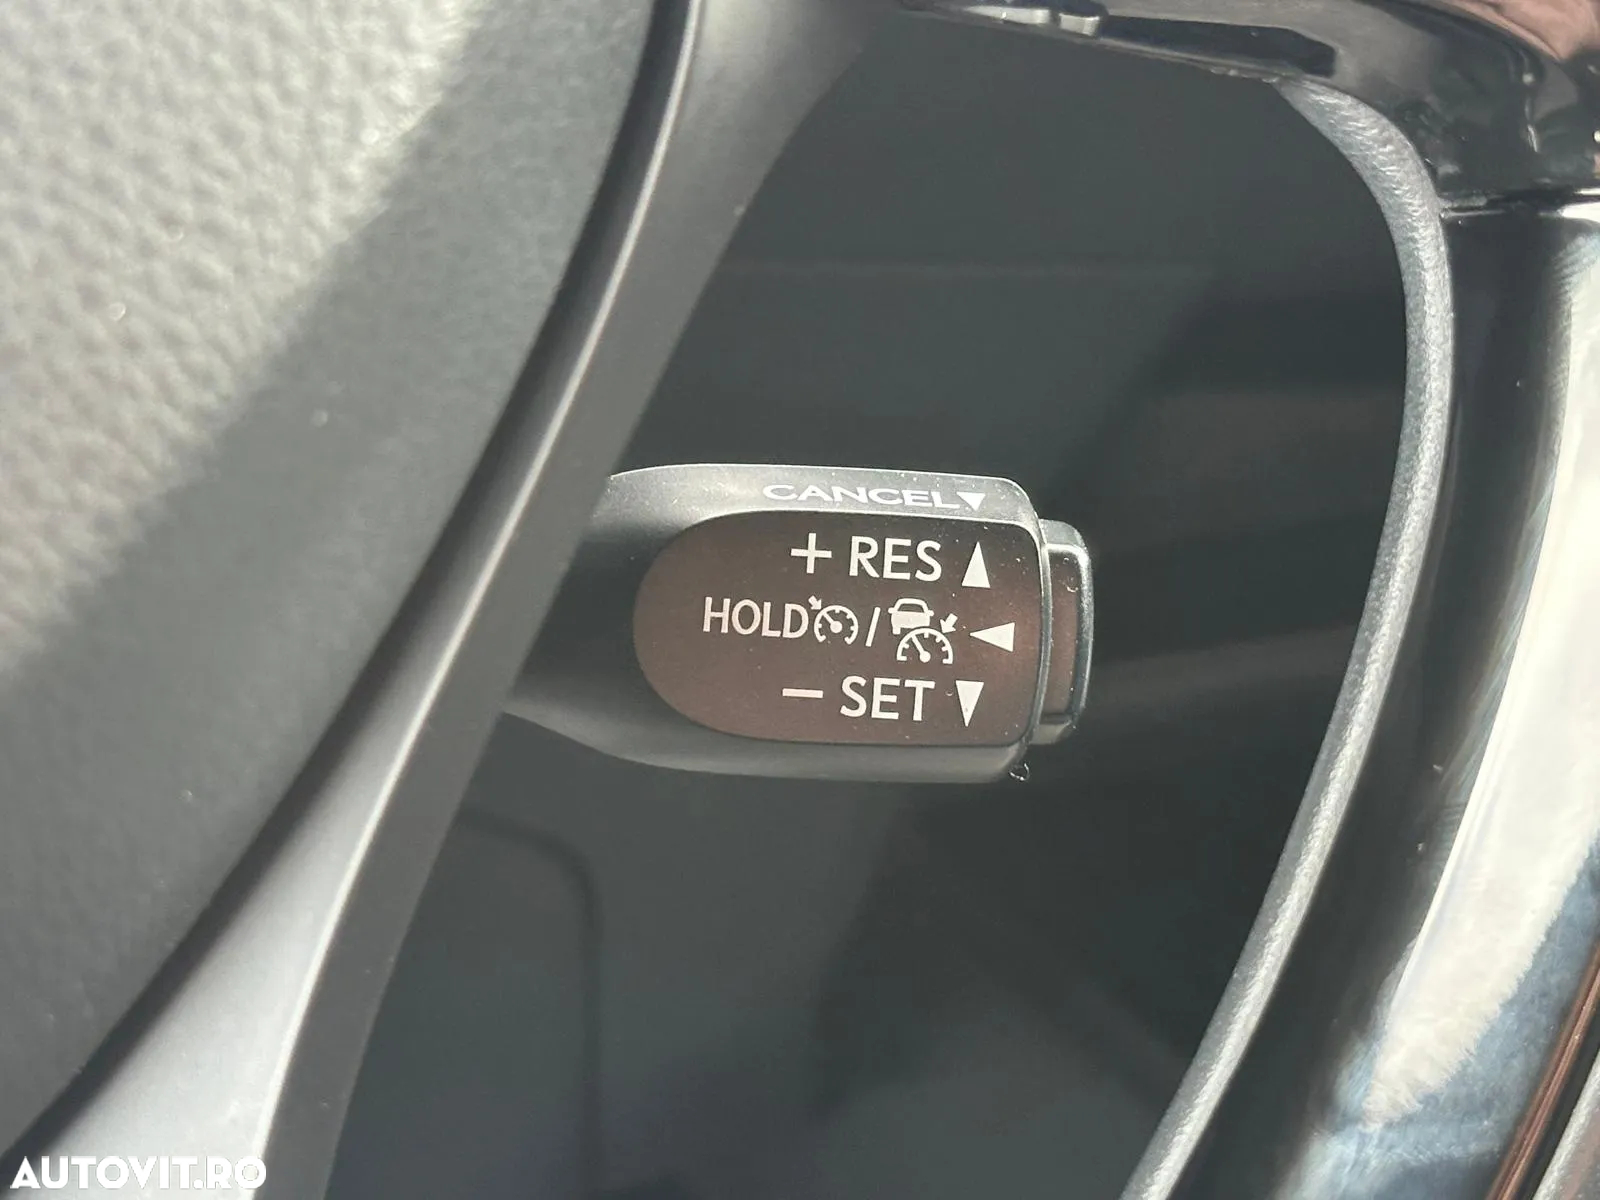 CANCEL▼
+ RES ▲
HOLD / ◀
− SET ▼
AUTOVIT.RO